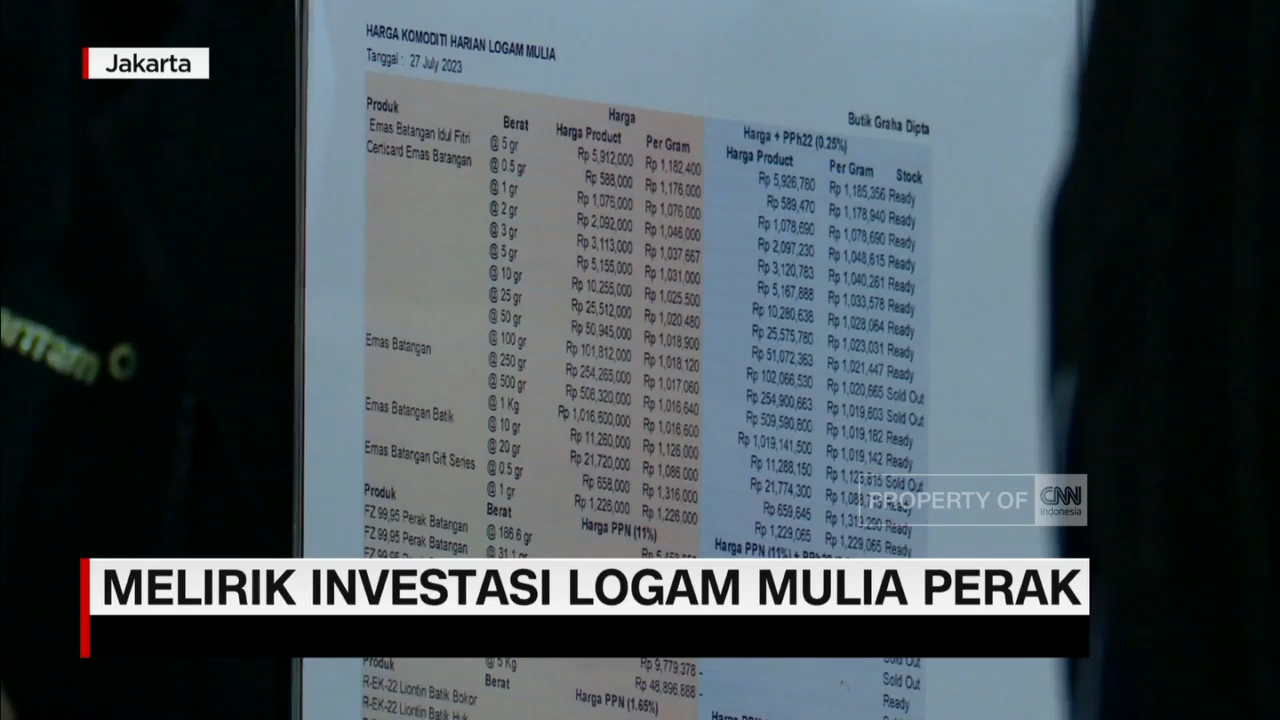 Jakarta
HARGA KOMODITI HARIAN LOGAM MULIA
Tanggal : 27 July 2023
Butik Graha Dipta
Produk Berat Harga Harga + PPh22 (0.25%)
Harga Product Per Gram Harga Product Per Gram Stock
Emas Batangan Idul Fitri @ 5 gr Rp 5,912,000 Rp 1,182,400 Rp 5,926,780 Rp 1,185,356 Ready
Certicard Emas Batangan @ 0.5 gr Rp 588,000 Rp 1,176,000 Rp 589,470 Rp 1,178,940 Ready
@ 1 gr Rp 1,076,000 Rp 1,076,000 Rp 1,078,690 Rp 1,078,690 Ready
@ 2 gr Rp 2,092,000 Rp 1,046,000 Rp 2,097,230 Rp 1,048,615 Ready
@ 3 gr Rp 3,113,000 Rp 1,037,667 Rp 3,120,783 Rp 1,040,261 Ready
@ 5 gr Rp 5,155,000 Rp 1,031,000 Rp 5,167,888 Rp 1,033,578 Ready
@ 10 gr Rp 10,255,000 Rp 1,025,500 Rp 10,280,638 Rp 1,028,064 Ready
@ 25 gr Rp 25,512,000 Rp 1,020,480 Rp 25,575,780 Rp 1,023,031 Ready
@ 50 gr Rp 50,945,000 Rp 1,018,900 Rp 51,072,363 Rp 1,021,447 Ready
@ 100 gr Rp 101,812,000 Rp 1,018,120 Rp 102,066,530 Rp 1,020,665 Sold Out
Emas Batangan @ 250 gr Rp 254,265,000 Rp 1,017,060 Rp 254,900,663 Rp 1,019,603 Sold Out
@ 500 gr Rp 508,320,000 Rp 1,016,640 Rp 509,590,800 Rp 1,019,182 Ready
@ 1 Kg Rp 1,016,600,000 Rp 1,016,600 Rp 1,019,141,500 Rp 1,019,142 Ready
Emas Batangan Batik @ 10 gr Rp 11,260,000 Rp 1,126,000 Rp 11,288,150 Sold Out
@ 20 gr Rp 21,720,000 Rp 1,086,000 Rp 21,774,300
Emas Batangan Gift Series @ 0.5 gr Rp 658,000 Rp 1,316,000 Rp 659,645 Ready
@ 1 gr Rp 1,226,000 Rp 1,226,000 Rp 1,229,065 Rp 1,229,065 Ready
Produk Berat Harga PPN (11%) Harga PPN (11%) +
FZ 99,95 Perak Batangan @ 186.6 gr
FZ 99,95 Perak Batangan @ 31.1 gr
PROPERTY OF CNN Indonesia
MELIRIK INVESTASI LOGAM MULIA PERAK
@ 5 Kg Rp 9,779,378 - Sold Out
Rp 48,896,888 - Sold Out
Produk Berat Harga PPN (1.65%)
R-EK-22 Liontin Batik Bokor Ready